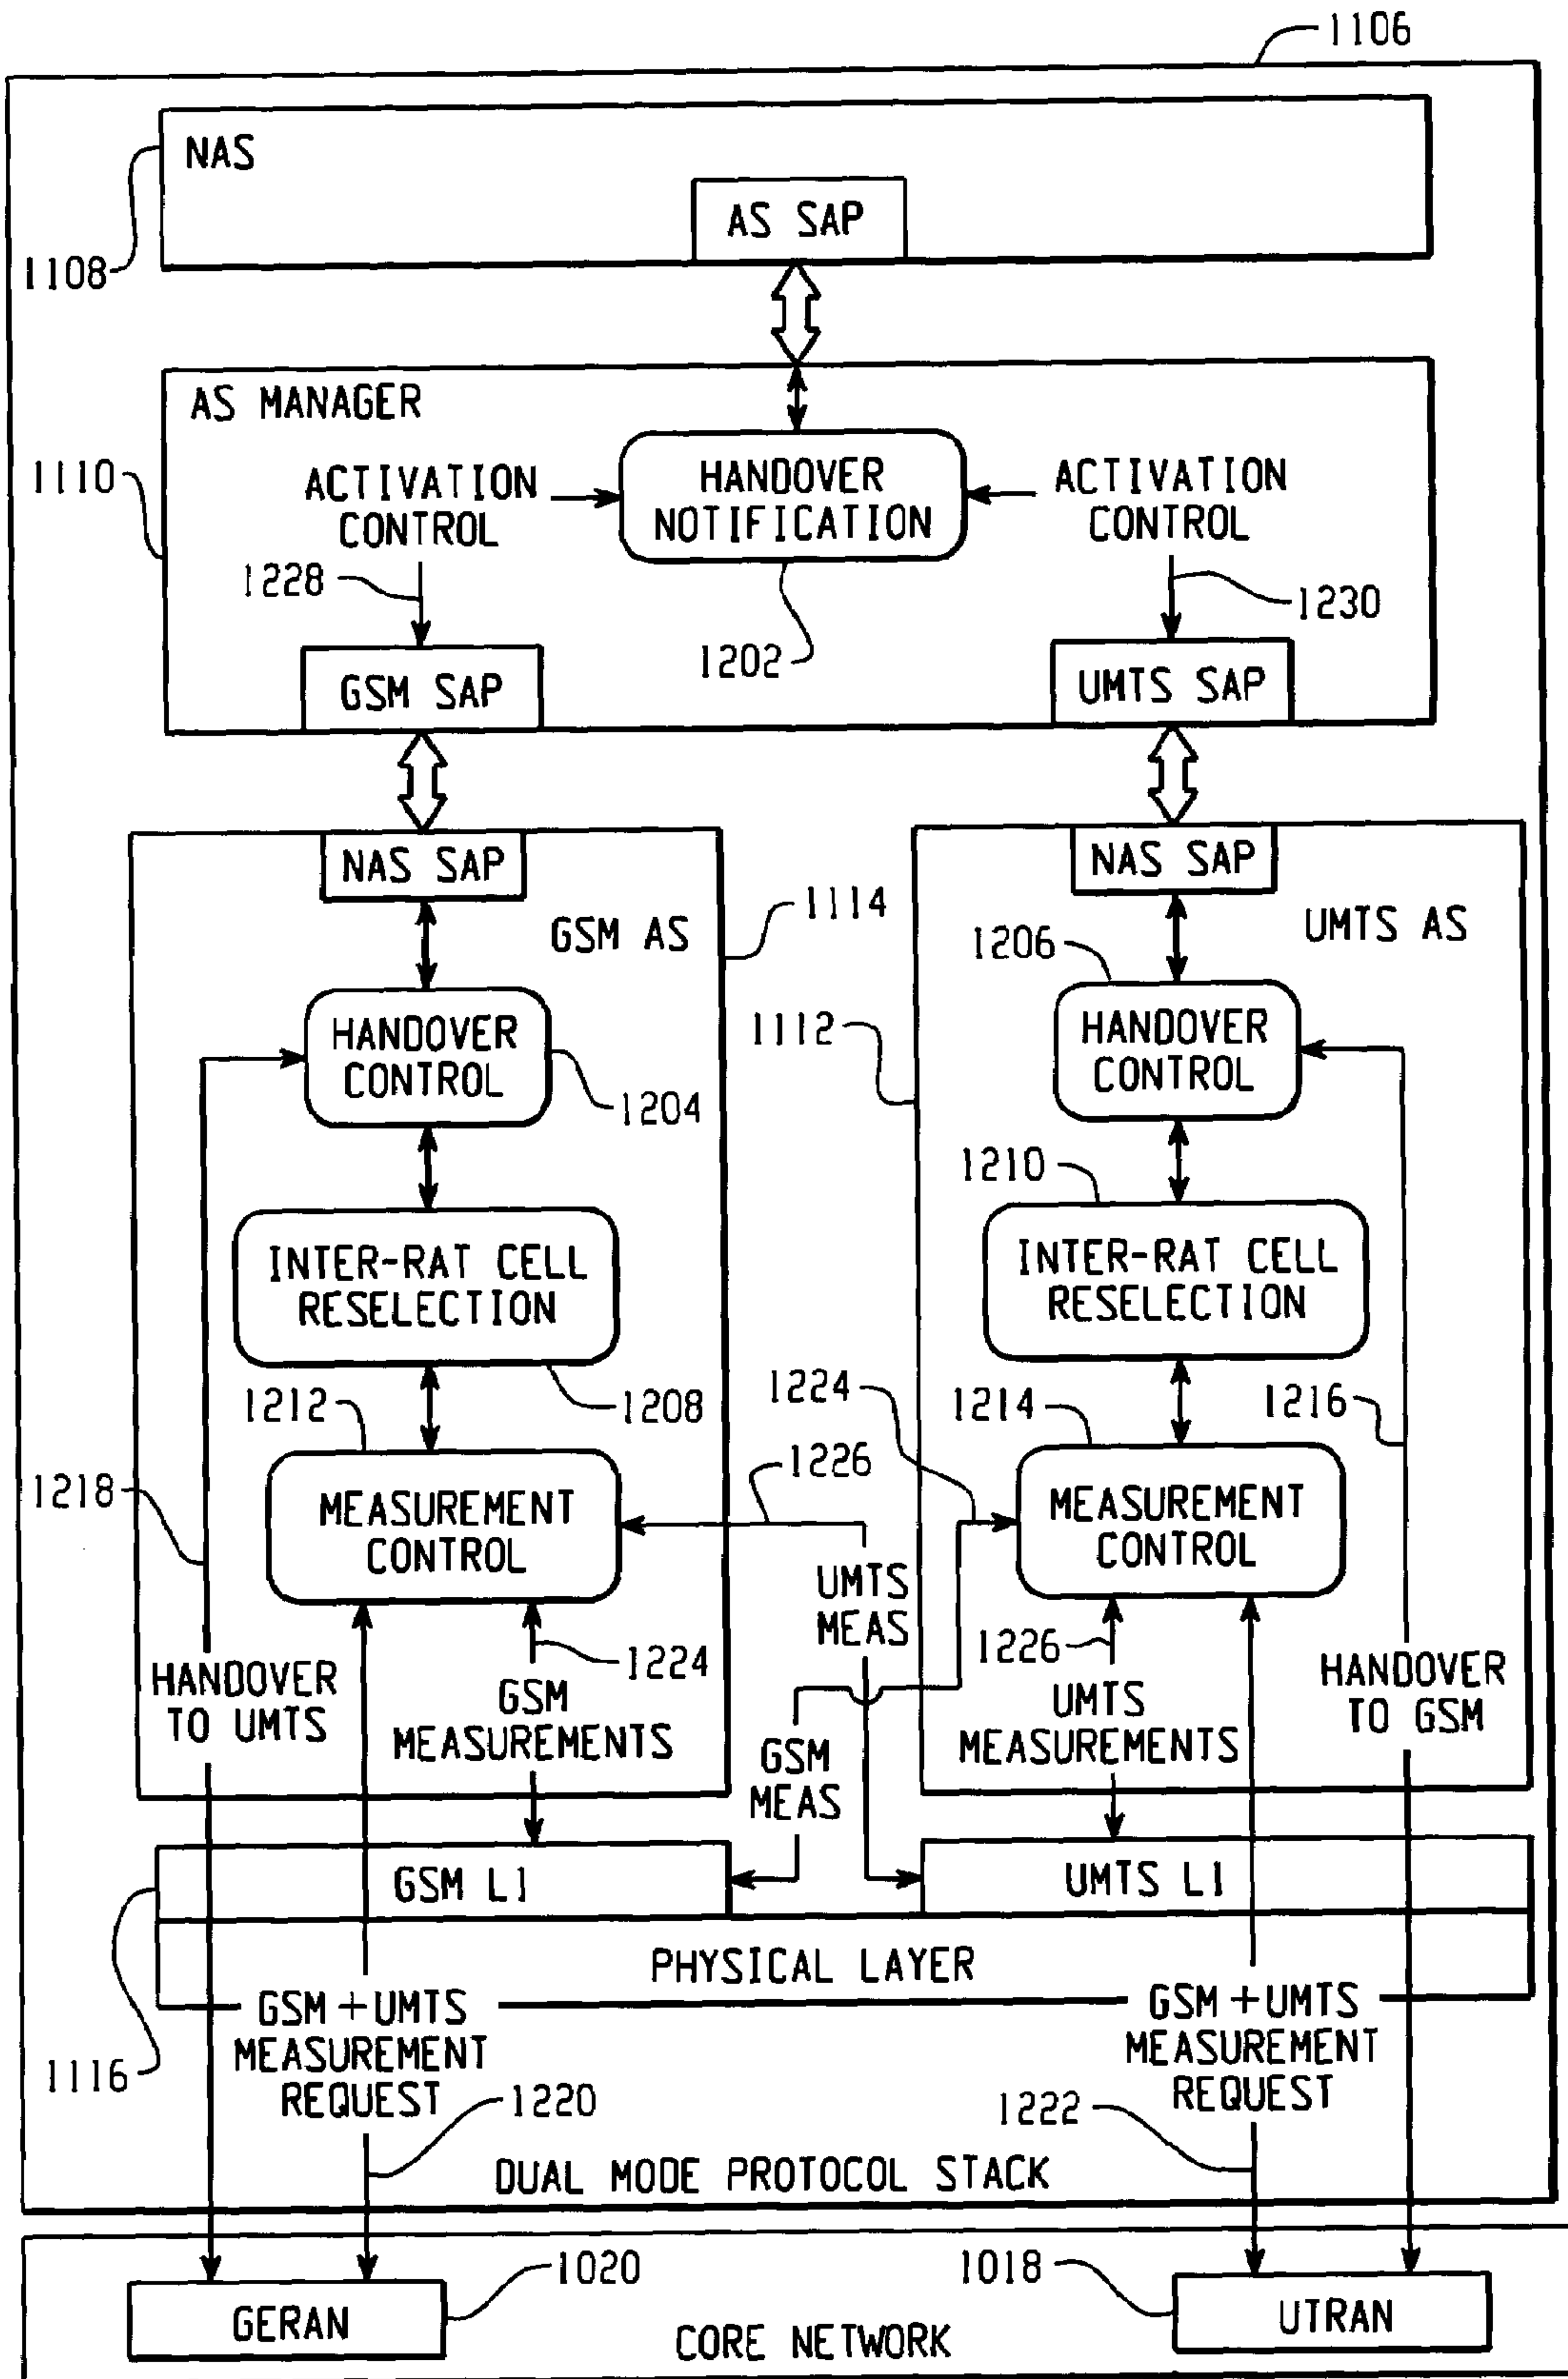 1106
NAS
AS SAP
1108
AS MANAGER
1110
ACTIVATION
CONTROL
HANDOVER
NOTIFICATION
ACTIVATION
CONTROL
1228
1202
1230
GSM SAP
UMTS SAP
NAS SAP
GSM AS
1114
NAS SAP
UMTS AS
1206
1112
HANDOVER
CONTROL
1204
HANDOVER
CONTROL
1210
INTER-RAT CELL
RESELECTION
INTER-RAT CELL
RESELECTION
1212
1208
1224
1214
1216
1218
1226
MEASUREMENT
CONTROL
MEASUREMENT
CONTROL
UMTS
MEAS
1224
1226
HANDOVER
TO UMTS
GSM
MEASUREMENTS
GSM
MEAS
UMTS
MEASUREMENTS
HANDOVER
TO GSM
GSM L1
UMTS L1
PHYSICAL LAYER
1116
GSM+UMTS
MEASUREMENT
REQUEST
1220
GSM+UMTS
MEASUREMENT
REQUEST
1222
DUAL MODE PROTOCOL STACK
GERAN
1020
1018
UTRAN
CORE NETWORK